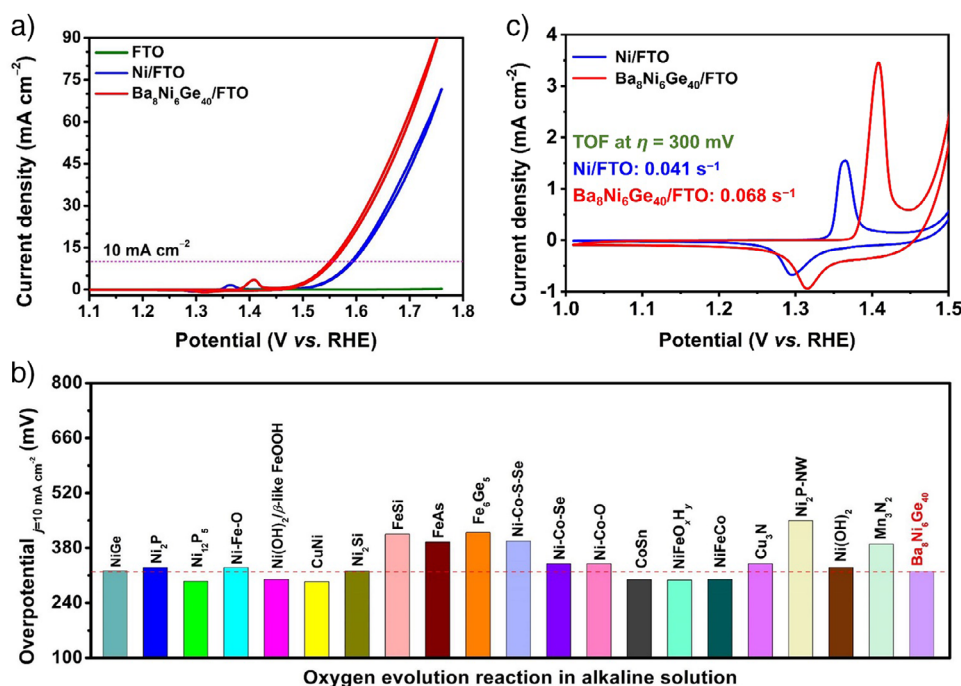 a)
FTO
Ni/FTO
Ba₈Ni₆Ge₄₀/FTO
10 mA cm⁻²
Current density (mA cm⁻²)
90
75
60
45
30
15
0
1.1 1.2 1.3 1.4 1.5 1.6 1.7 1.8
Potential (V vs. RHE)
c)
Ni/FTO
Ba₈Ni₆Ge₄₀/FTO
TOF at η = 300 mV
Ni/FTO: 0.041 s⁻¹
Ba₈Ni₆Ge₄₀/FTO: 0.068 s⁻¹
Current density (mA cm⁻²)
4
3
2
1
0
-1
1.0 1.1 1.2 1.3 1.4 1.5
Potential (V vs. RHE)
b)
Overpotential j=10 mA cm⁻² (mV)
800
660
520
380
240
100
NiGe
Ni₂P
Ni₁₂P₅
Ni-Fe-O
Ni(OH)₂/β-like FeOOH
CuNi
Ni₂Si
FeSi
FeAs
Fe₆Ge₅
Ni-Co-S-Se
Ni-Co-Se
Ni-Co-O
CoSn
NiFeOₓHᵧ
NiFeCo
Cu₃N
Ni₂P-NW
Ni(OH)₂
Mn₃N₂
Ba₈Ni₆Ge₄₀
Oxygen evolution reaction in alkaline solution